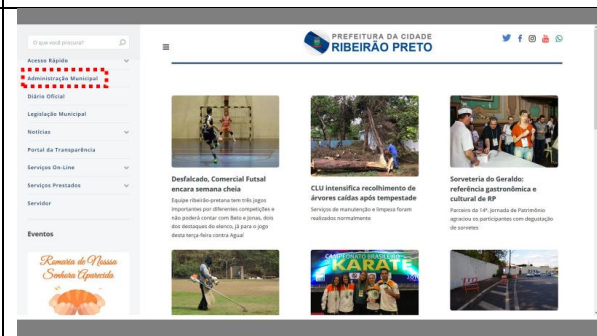 O que você procura?
Acesso Rápido
Administração Municipal
Diário Oficial
Legislação Municipal
Notícias
Portal da Transparência
Serviços On-Line
Serviços Prestados
Servidor
Eventos
Romaria de Nossa
Senhora Aparecida
PREFEITURA DA CIDADE
RIBEIRÃO PRETO
Desfalcado, Comercial Futsal
encara semana cheia
Equipe ribeirão-pretana tem três jogos
importantes por diferentes competições e
não poderá contar com Beto e Jonas, dois
dos destaques do elenco, já para o jogo
desta terça-feira contra Aguaí
CLU intensifica recolhimento de
árvores caídas após tempestade
Serviços de manutenção e limpeza foram
realizados normalmente
Sorveteria do Geraldo:
referência gastronômica e
cultural de RP
Parceira da 14ª. Jornada de Patrimônio
agraciou os participantes com degustação
de sorvetes
CAMPEONATO BRASILEIRO
KARATE